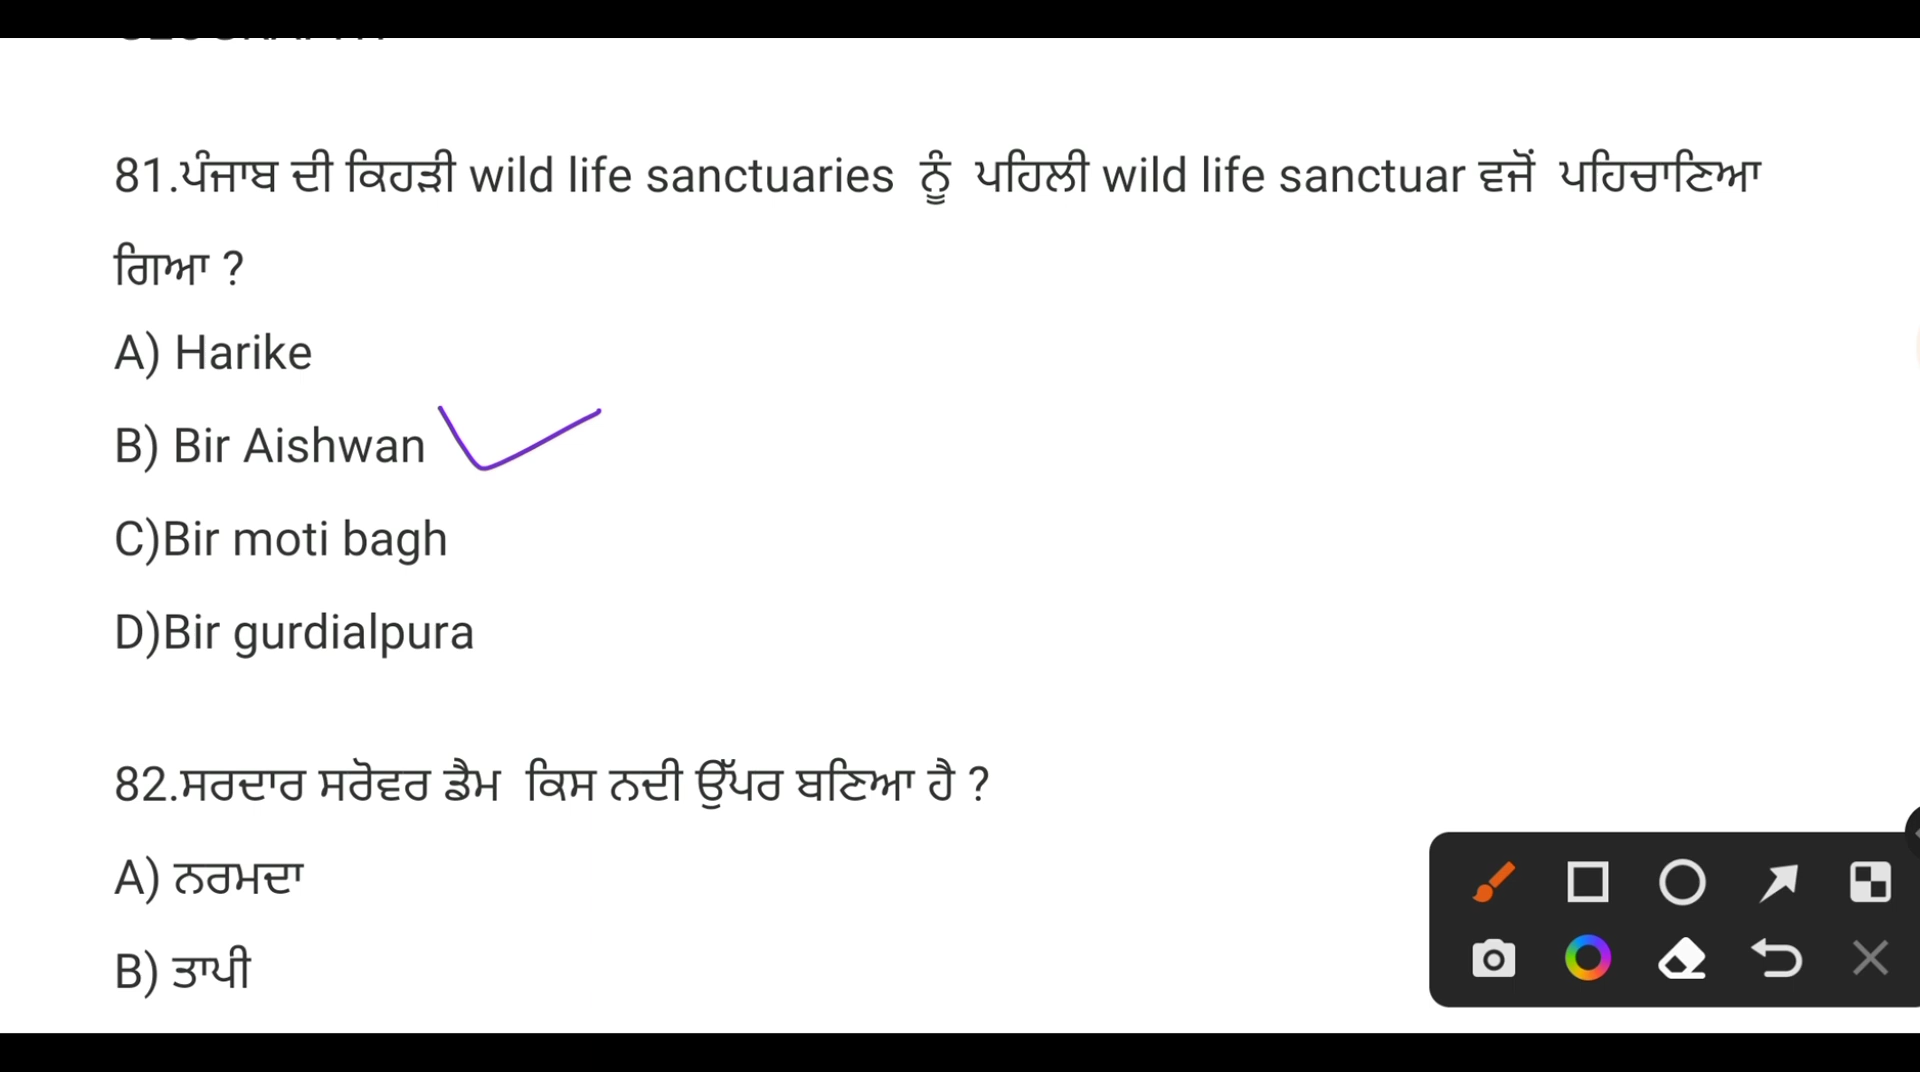 81.ਪੰਜਾਬ ਦੀ ਕਿਹੜੀ wild life sanctuaries ਨੂੰ ਪਹਿਲੀ wild life sanctuar ਵਜੋਂ ਪਹਿਚਾਣਿਆ
ਗਿਆ ?
A) Harike
B) Bir Aishwan
C)Bir moti bagh
D)Bir gurdialpura
82.ਸਰਦਾਰ ਸਰੋਵਰ ਡੈਮ ਕਿਸ ਨਦੀ ਉੱਪਰ ਬਣਿਆ ਹੈ ?
A) ਨਰਮਦਾ
B) ਤਾਪੀ